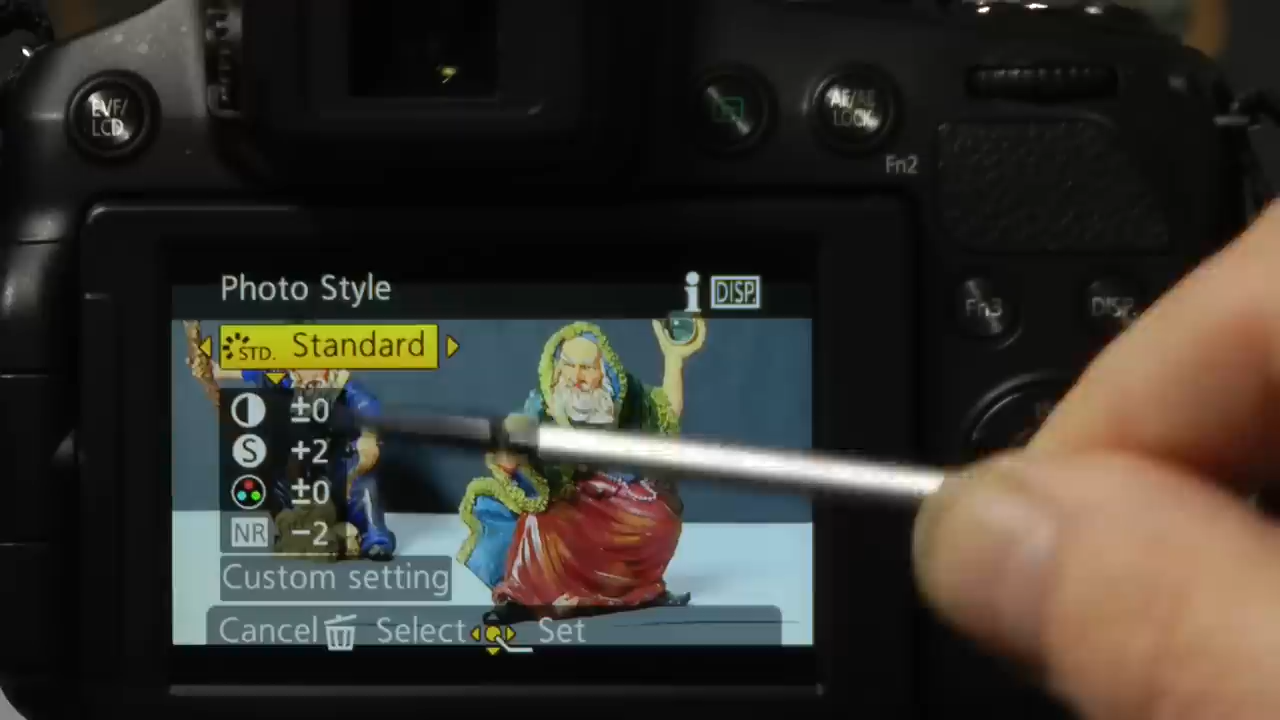 EVF/
LCD
AF/AE
LOCK
Fn2
Photo Style
i DISP.
STD. Standard
±0
S +2
±0
NR −2
Custom setting
Cancel Select Set
Fn3
DISP.